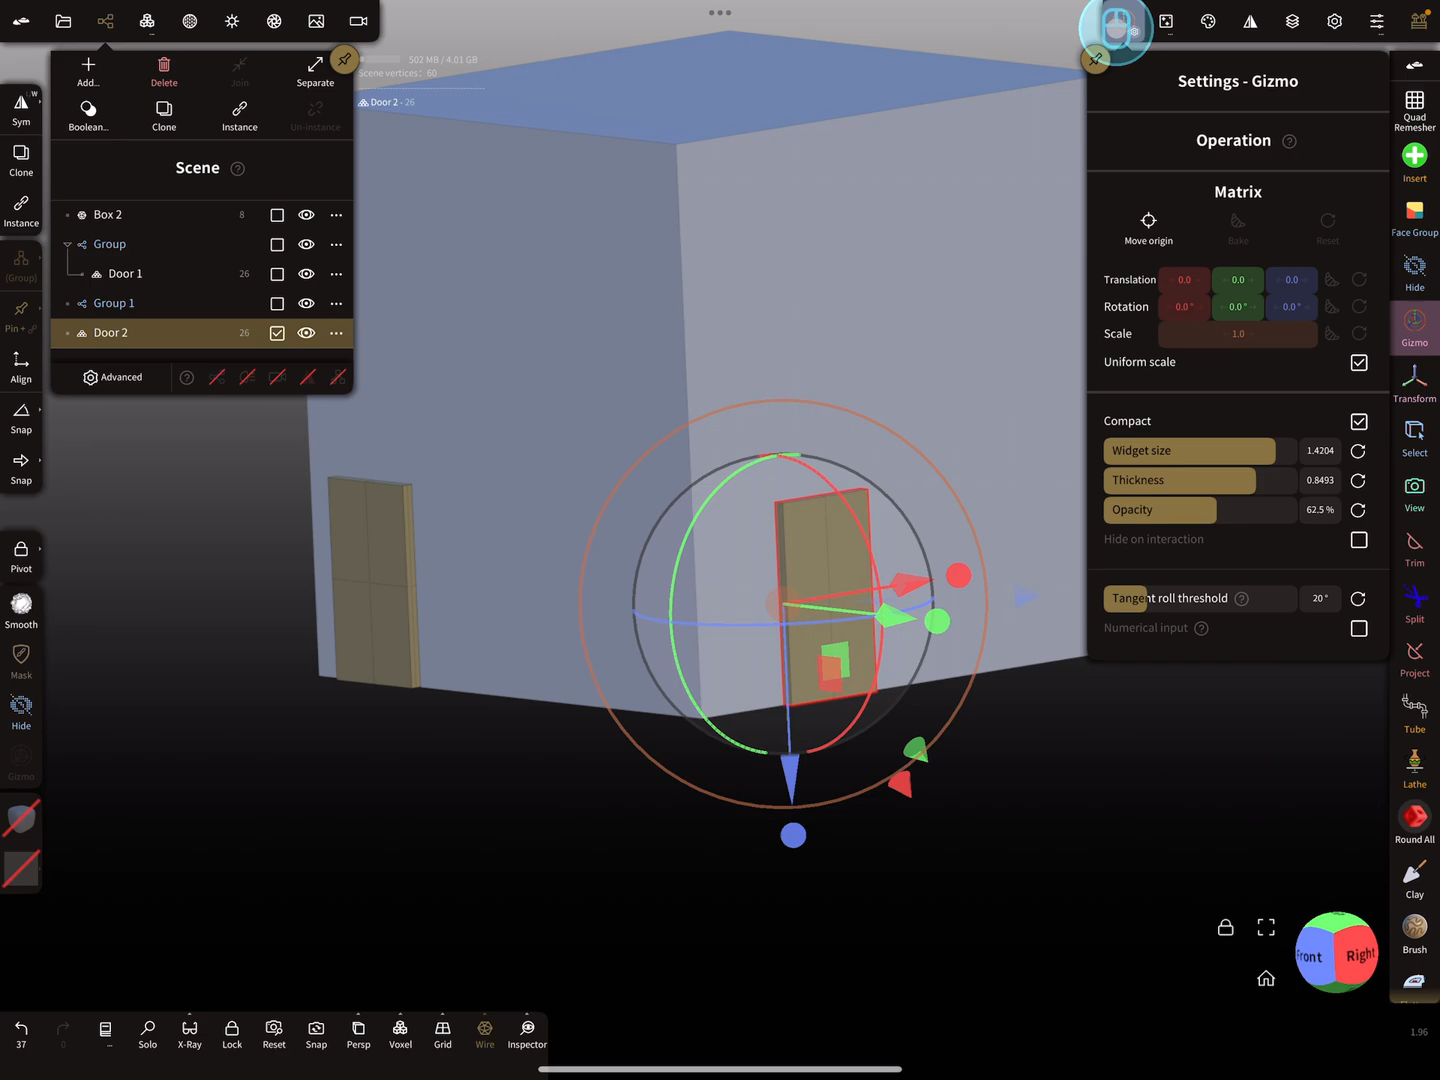 502 MB / 4.01 GB
Scene vertices: 60
Door 2 - 26
Add...
Delete
Join
Separate
Boolean...
Clone
Instance
Un-instance
Scene
Box 2 8
Group
Door 1 26
Group 1
Door 2 26
Advanced
Sym
Clone
Instance
(Group)
Pin +
Align
Snap
Snap
Pivot
Smooth
Mask
Hide
Gizmo
Settings - Gizmo
Operation
Matrix
Move origin
Bake
Reset
Translation 0.0 0.0 0.0
Rotation 0.0 ° 0.0 ° 0.0 °
Scale 1.0
Uniform scale
Compact
Widget size 1.4204
Thickness 0.8493
Opacity 62.5 %
Hide on interaction
Tangent roll threshold 20 °
Numerical input
Quad
Remesher
Insert
Face Group
Hide
Gizmo
Transform
Select
View
Trim
Split
Project
Tube
Lathe
Round All
Clay
Brush
Front
Right
37
0
...
Solo
X-Ray
Lock
Reset
Snap
Persp
Voxel
Grid
Wire
Inspector
1.96